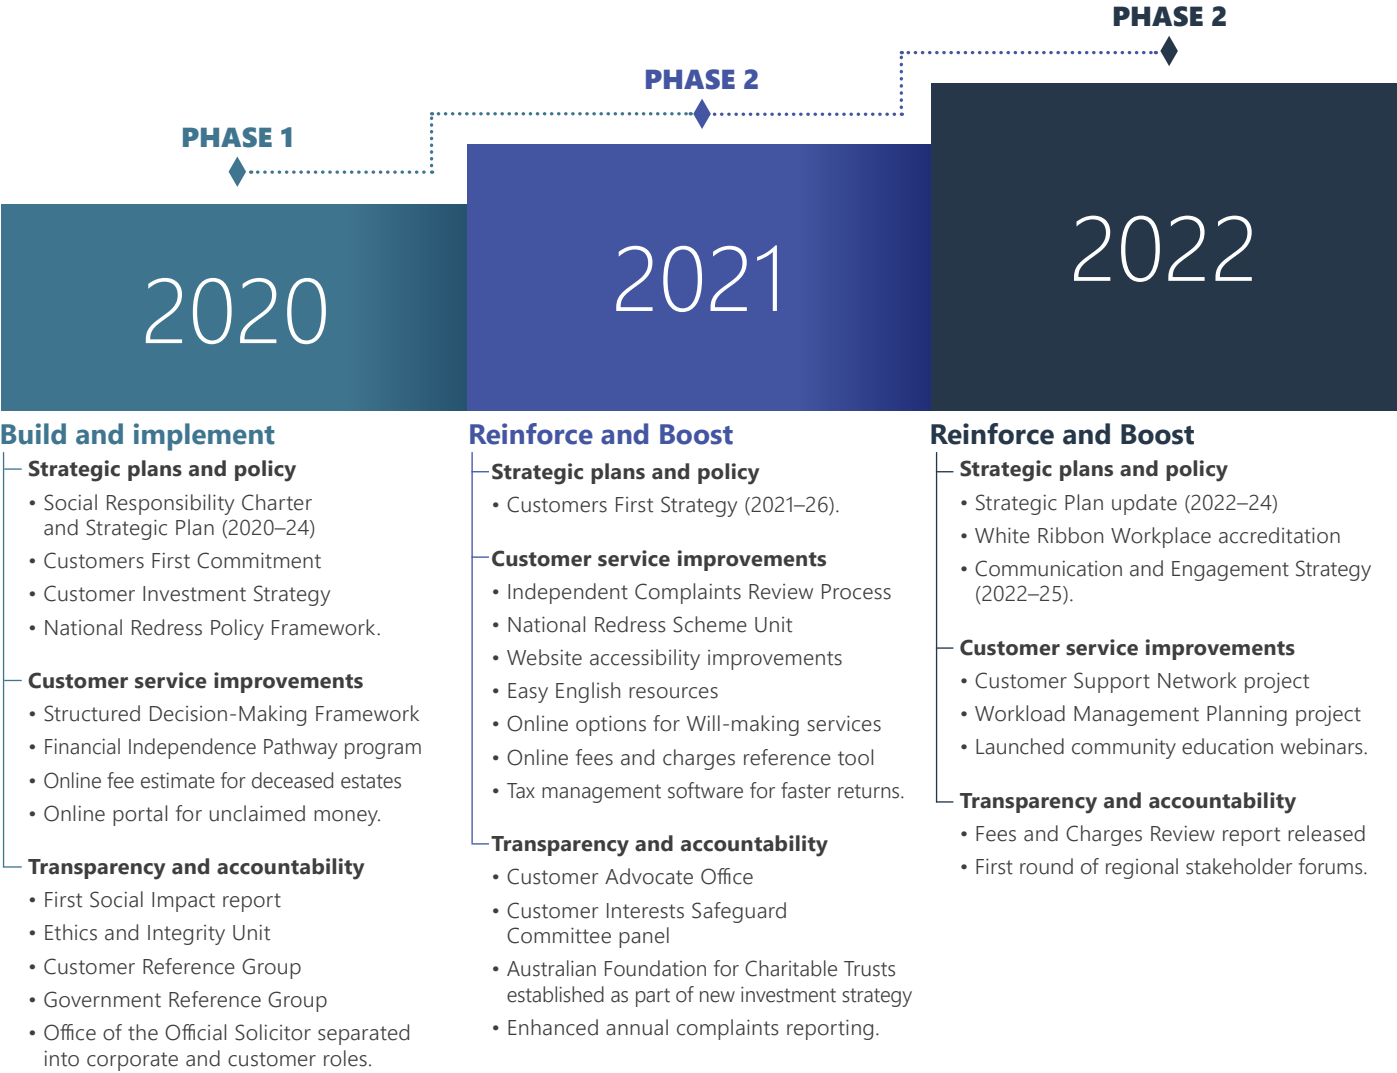 PHASE 1
PHASE 2
PHASE 2
2020
2021
2022
Build and implement
Strategic plans and policy
• Social Responsibility Charter
and Strategic Plan (2020–24)
• Customers First Commitment
• Customer Investment Strategy
• National Redress Policy Framework.
Customer service improvements
• Structured Decision-Making Framework
• Financial Independence Pathway program
• Online fee estimate for deceased estates
• Online portal for unclaimed money.
Transparency and accountability
• First Social Impact report
• Ethics and Integrity Unit
• Customer Reference Group
• Government Reference Group
• Office of the Official Solicitor separated
into corporate and customer roles.
Reinforce and Boost
Strategic plans and policy
• Customers First Strategy (2021–26).
Customer service improvements
• Independent Complaints Review Process
• National Redress Scheme Unit
• Website accessibility improvements
• Easy English resources
• Online options for Will-making services
• Online fees and charges reference tool
• Tax management software for faster returns.
Transparency and accountability
• Customer Advocate Office
• Customer Interests Safeguard
Committee panel
• Australian Foundation for Charitable Trusts
established as part of new investment strategy
• Enhanced annual complaints reporting.
Reinforce and Boost
Strategic plans and policy
• Strategic Plan update (2022–24)
• White Ribbon Workplace accreditation
• Communication and Engagement Strategy
(2022–25).
Customer service improvements
• Customer Support Network project
• Workload Management Planning project
• Launched community education webinars.
Transparency and accountability
• Fees and Charges Review report released
• First round of regional stakeholder forums.